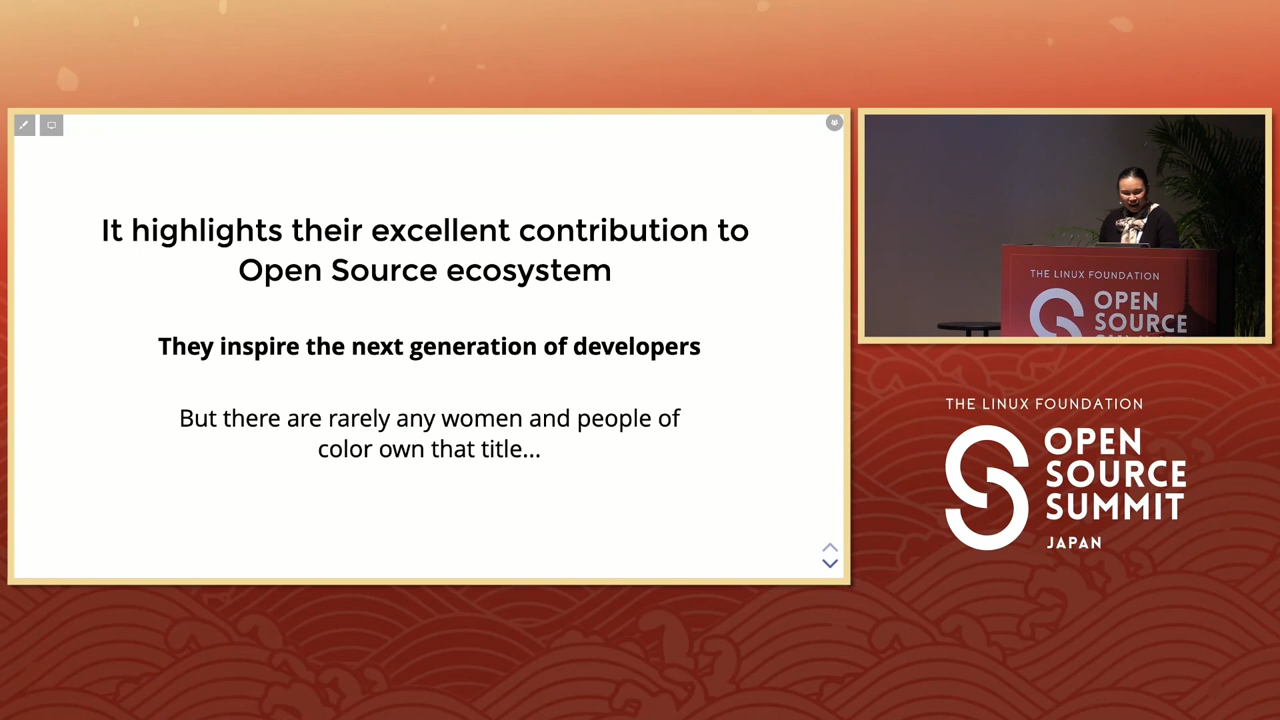 It highlights their excellent contribution to
Open Source ecosystem
They inspire the next generation of developers
But there are rarely any women and people of
color own that title...
THE LINUX FOUNDATION
OPEN
SOURCE
THE LINUX FOUNDATION
OPEN
SOURCE
SUMMIT
JAPAN